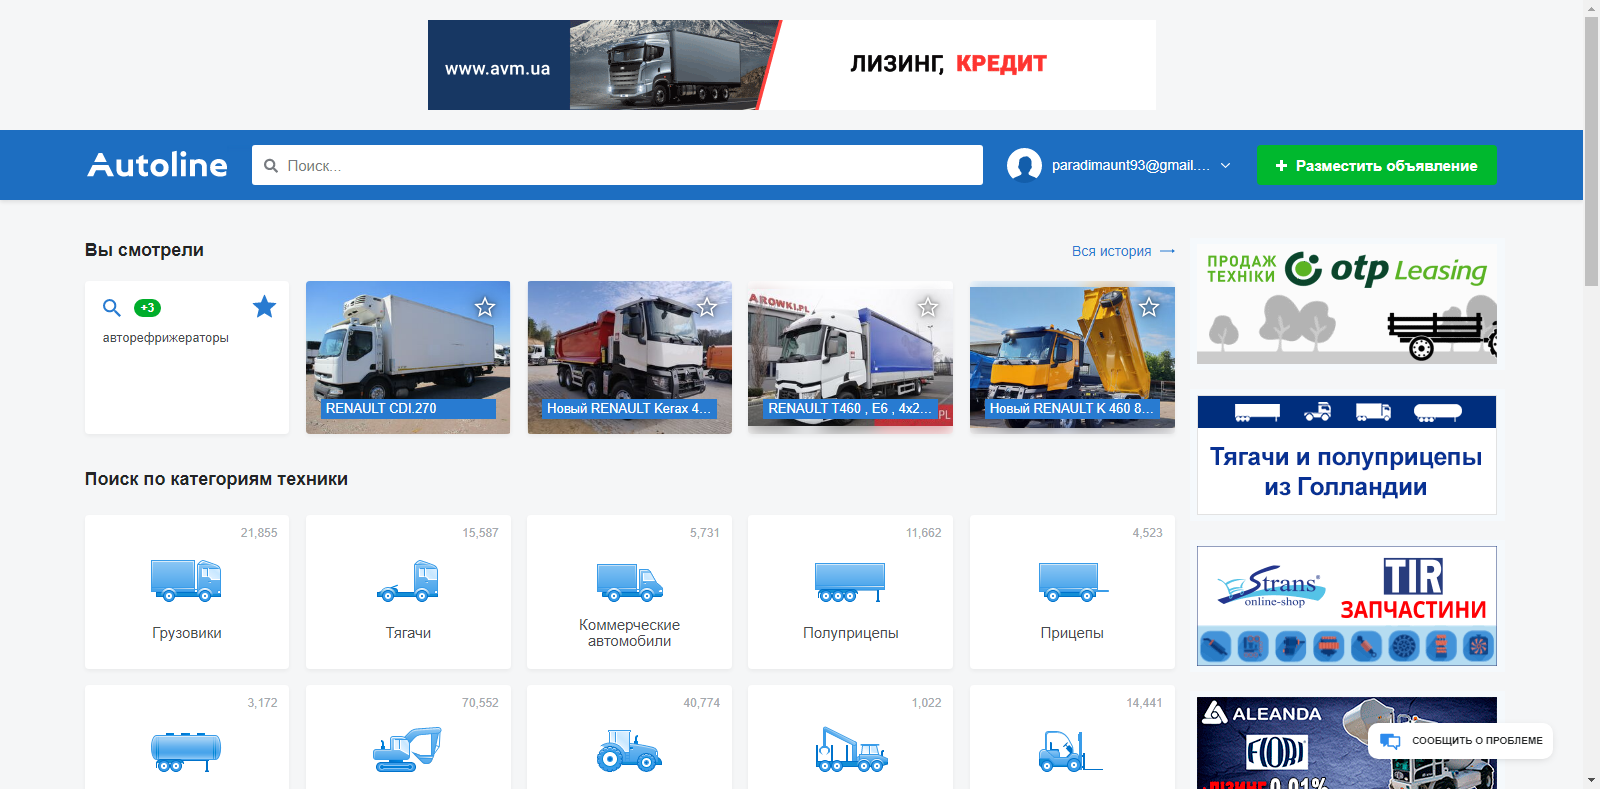 www.avm.ua
ЛИЗИНГ, КРЕДИТ
Autoline
Поиск...
paradimaunt93@gmail....
+ Разместить объявление
Вы смотрели
Вся история →
+3
авторефрижераторы
RENAULT CDI.270
Новый RENAULT Kerax 4...
AROWKI.PL
RENAULT T460 , E6 , 4x2...
PL
Новый RENAULT K 460 8...
ПРОДАЖ
ТЕХНІКИ
otp Leasing
Тягачи и полуприцепы
из Голландии
Поиск по категориям техники
21,855
Грузовики
15,587
Тягачи
5,731
Коммерческие
автомобили
11,662
Полуприцепы
4,523
Прицепы
Strans
online-shop
TIR
ЗАПЧАСТИНИ
3,172
70,552
40,774
1,022
14,441
ALEANDA
FIORI
ЛІЗИНГ 0,01%
СООБЩИТЬ О ПРОБЛЕМЕ